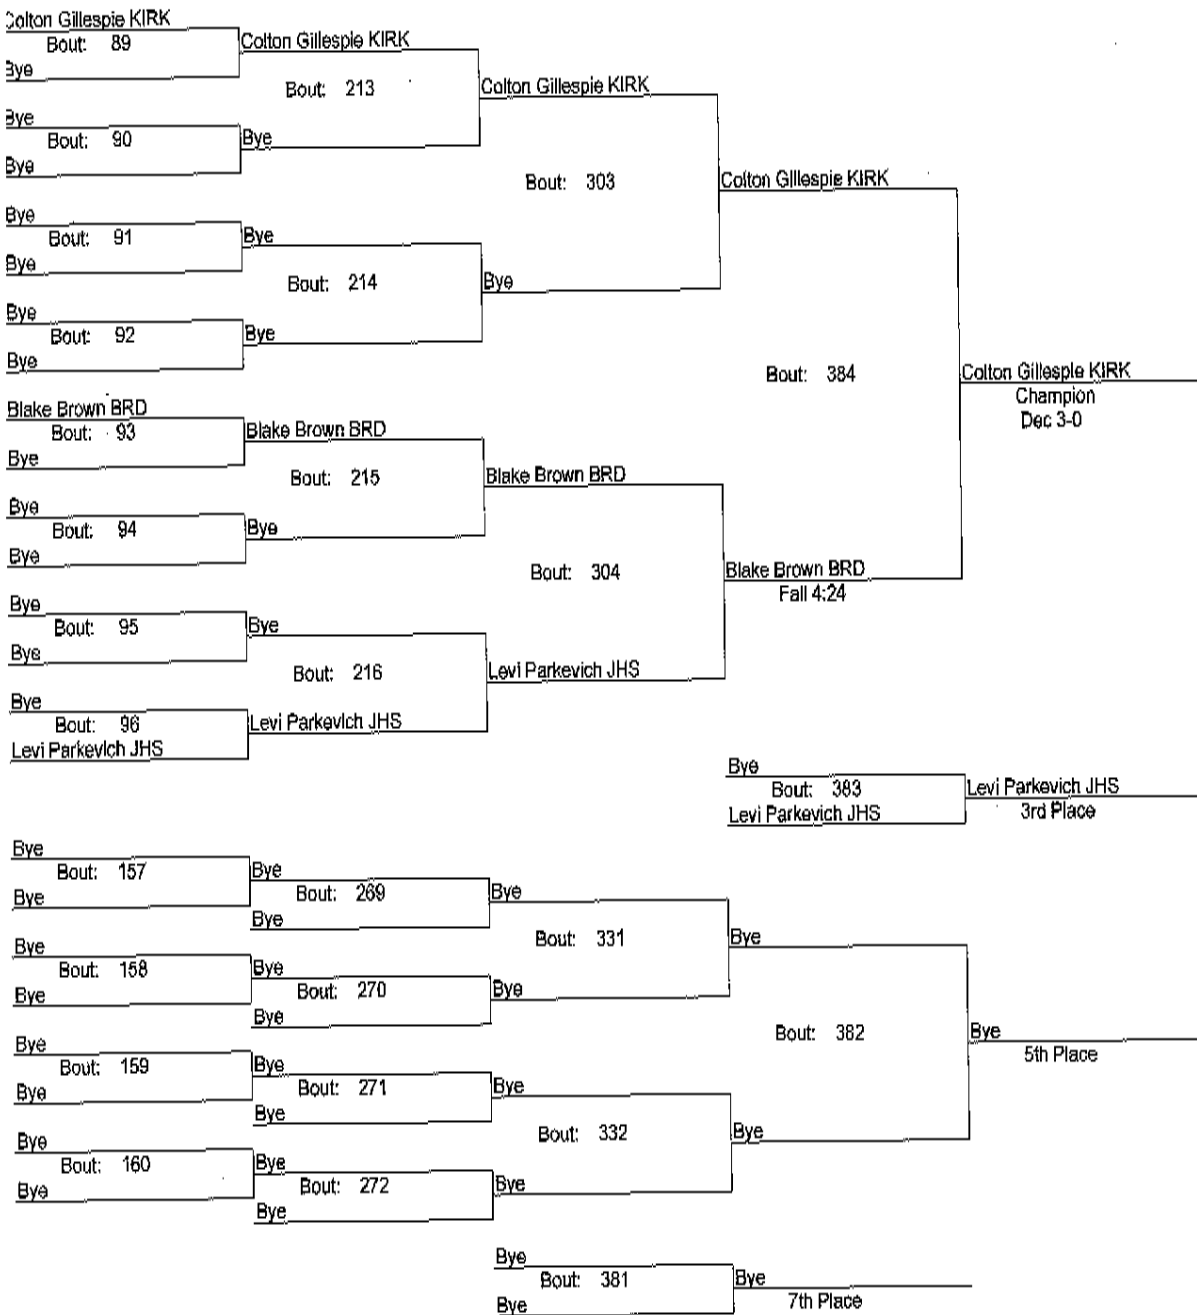 Colton Gillespie KIRK
Bout: 89
Bye
Colton Gillespie KIRK
Bout: 213
Bye
Bout: 90
Bye
Bye
Colton Gillespie KIRK
Bout: 303
Bye
Bout: 91
Bye
Bye
Bout: 214
Bye
Bout: 92
Bye
Bye
Bye
Colton Gillespie KIRK
Bout: 384
Blake Brown BRD
Bout: 93
Bye
Blake Brown BRD
Bout: 215
Bye
Bout: 94
Bye
Bye
Blake Brown BRD
Bout: 304
Bye
Bout: 95
Bye
Bye
Bout: 216
Bye
Bout: 96
Levi Parkevich JHS
Levi Parkevich JHS
Levi Parkevich JHS
Blake Brown BRD
Fall 4:24
Colton Gillespie KIRK
Champion
Dec 3-0
Bye
Bout: 383
Levi Parkevich JHS
Levi Parkevich JHS
3rd Place
Bye
Bout: 157
Bye
Bye
Bout: 269
Bye
Bye
Bout: 331
Bye
Bout: 158
Bye
Bye
Bout: 270
Bye
Bye
Bye
Bout: 382
Bye
Bout: 159
Bye
Bye
Bout: 271
Bye
Bye
Bout: 332
Bye
Bout: 160
Bye
Bye
Bout: 272
Bye
Bye
Bye
Bye
5th Place
Bye
Bout: 381
Bye
Bye
7th Place